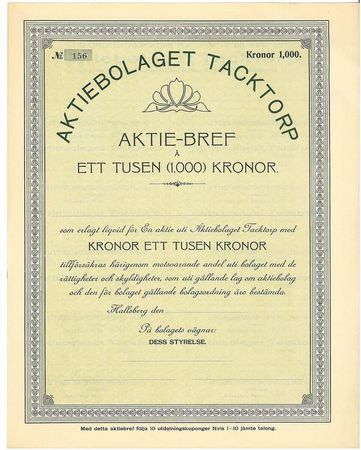 № 156
Kronor 1,000.
AKTIEBOLAGET TACKTORP
AKTIE-BREF
À
ETT TUSEN (1,000) KRONOR.
som erlagt liqvid för En aktie uti Aktiebolaget Tacktorp med
KRONOR ETT TUSEN KRONOR
tillförsäkras härigenom motsvarande andel uti bolaget med de
rättigheter och skyldigheter, som uti gällande lag om aktiebolag
och den för bolaget gällande bolagsordning äro bestämda.
Hallsberg den
På bolagets vägnar:
DESS STYRELSE.
Med detta aktiebref följa 10 utdelningskuponger N:ris 1–10 jämte talong.